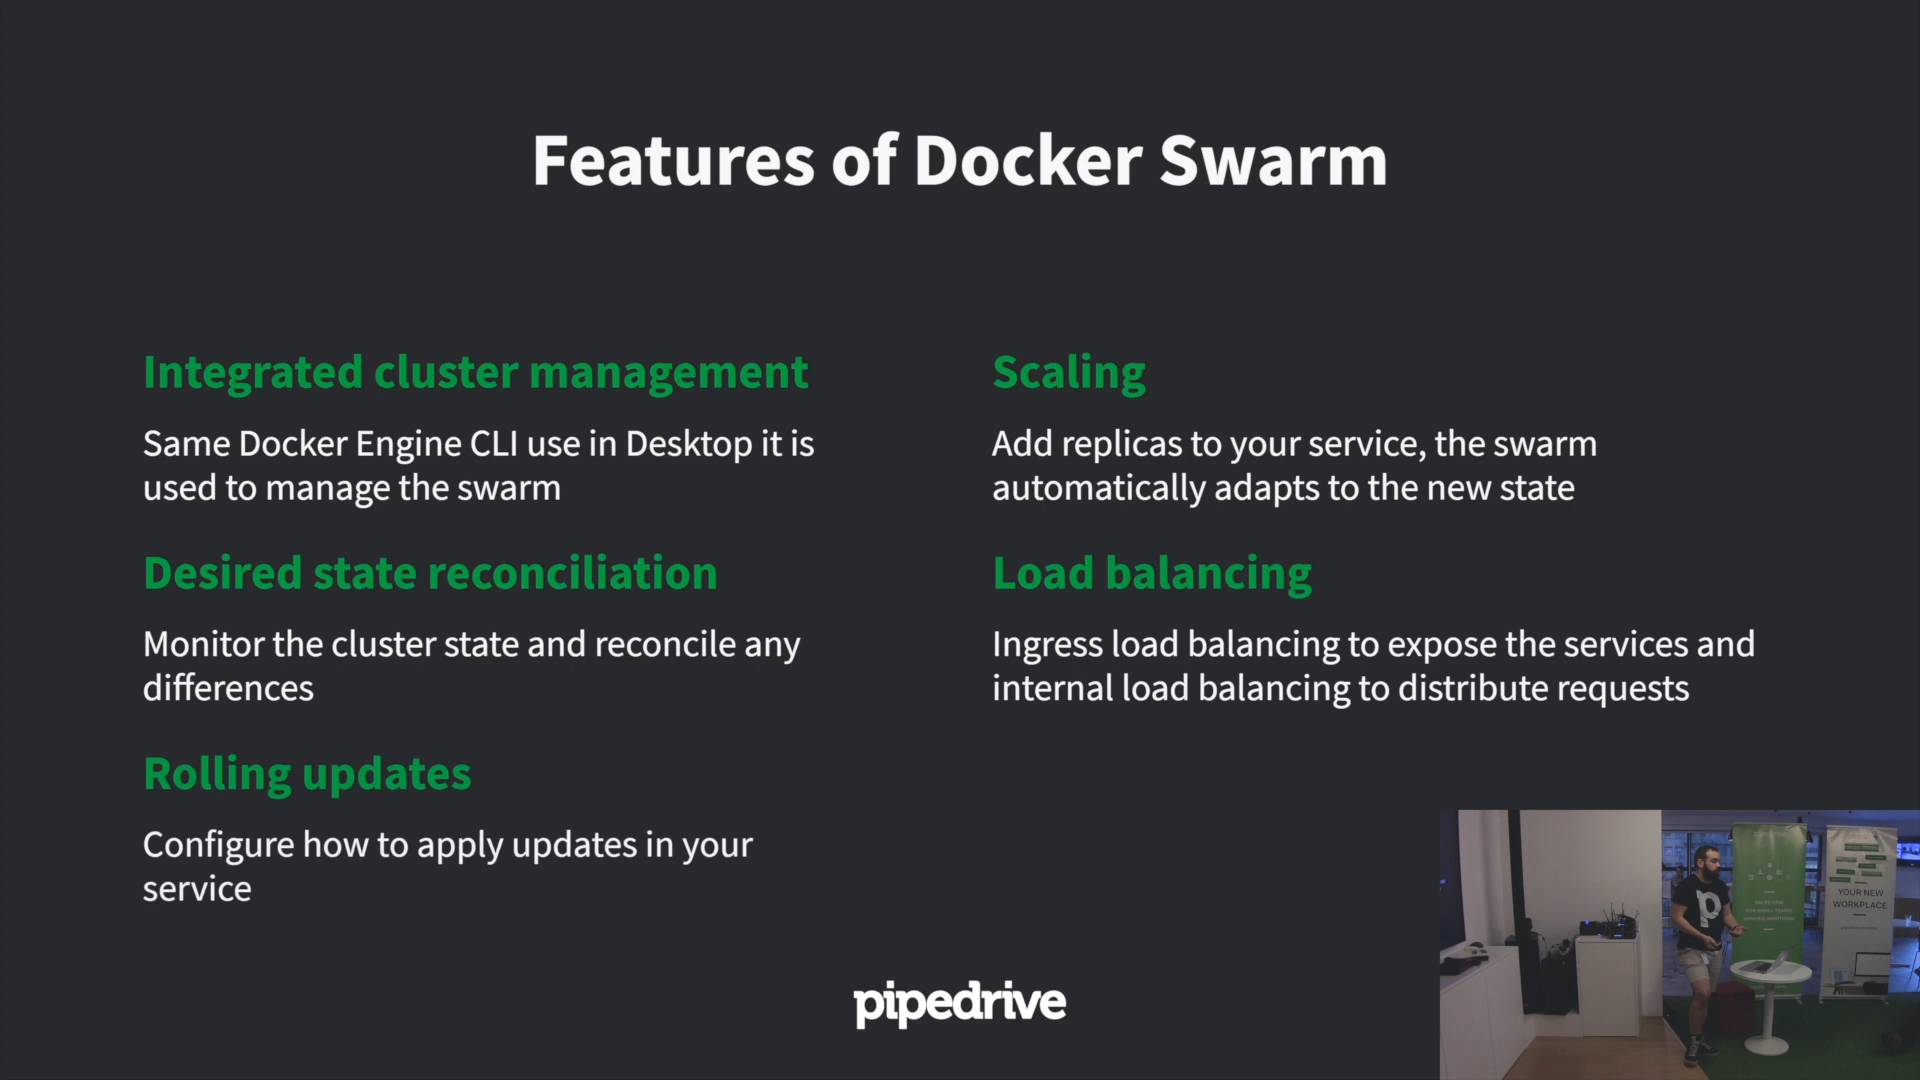 Features of Docker Swarm
Integrated cluster management
Same Docker Engine CLI use in Desktop it is
used to manage the swarm
Desired state reconciliation
Monitor the cluster state and reconcile any
differences
Rolling updates
Configure how to apply updates in your
service
Scaling
Add replicas to your service, the swarm
automatically adapts to the new state
Load balancing
Ingress load balancing to expose the services and
internal load balancing to distribute requests
pipedrive
p
YOUR NEW
WORKPLACE